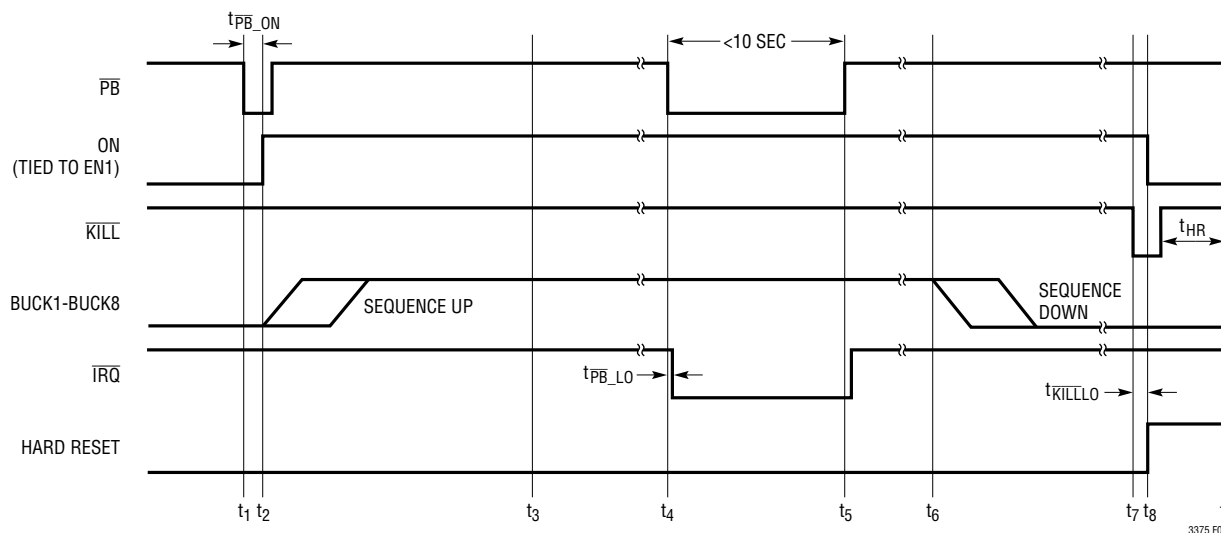 tPB_ON
<10 SEC
PB
ON
(TIED TO EN1)
KILL
tHR
BUCK1-BUCK8
SEQUENCE UP
SEQUENCE
DOWN
IRQ
tPB_LO
tKILLLO
HARD RESET
t1 t2 t3 t4 t5 t6 t7 t8
3375